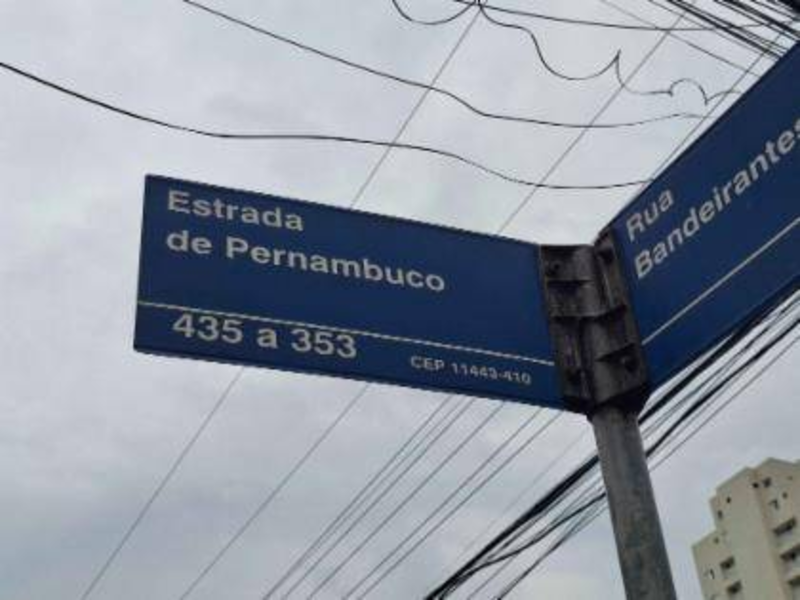 Estrada
de Pernambuco
435 a 353
CEP 11443-410
Rua
Bandeirantes